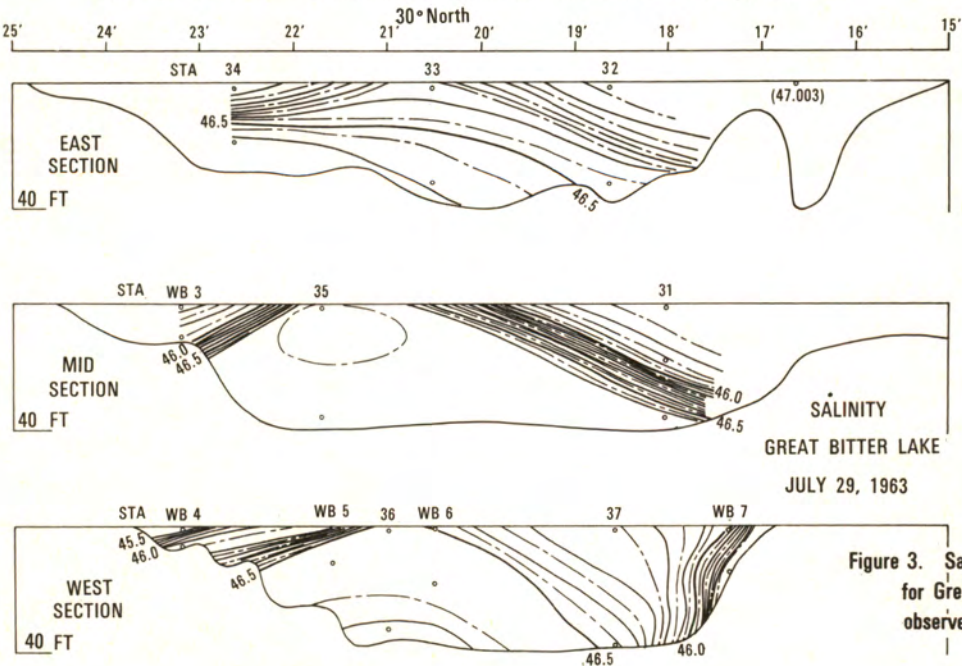 30° North
25' 24' 23' 22' 21' 20' 19' 18' 17' 16' 15'
STA 34 33 32
(47.003)
46.5
EAST
SECTION
46.5
40 FT
STA WB 3 35 31
46.0
46.5
MID
SECTION
46.0
40 FT
46.5
SALINITY
GREAT BITTER LAKE
JULY 29, 1963
STA WB 4 WB 5 36 WB 6 37 WB 7
45.5
46.0
46.5
WEST
SECTION
40 FT
46.5
46.0
Figure 3. Sa
for Gre
observe